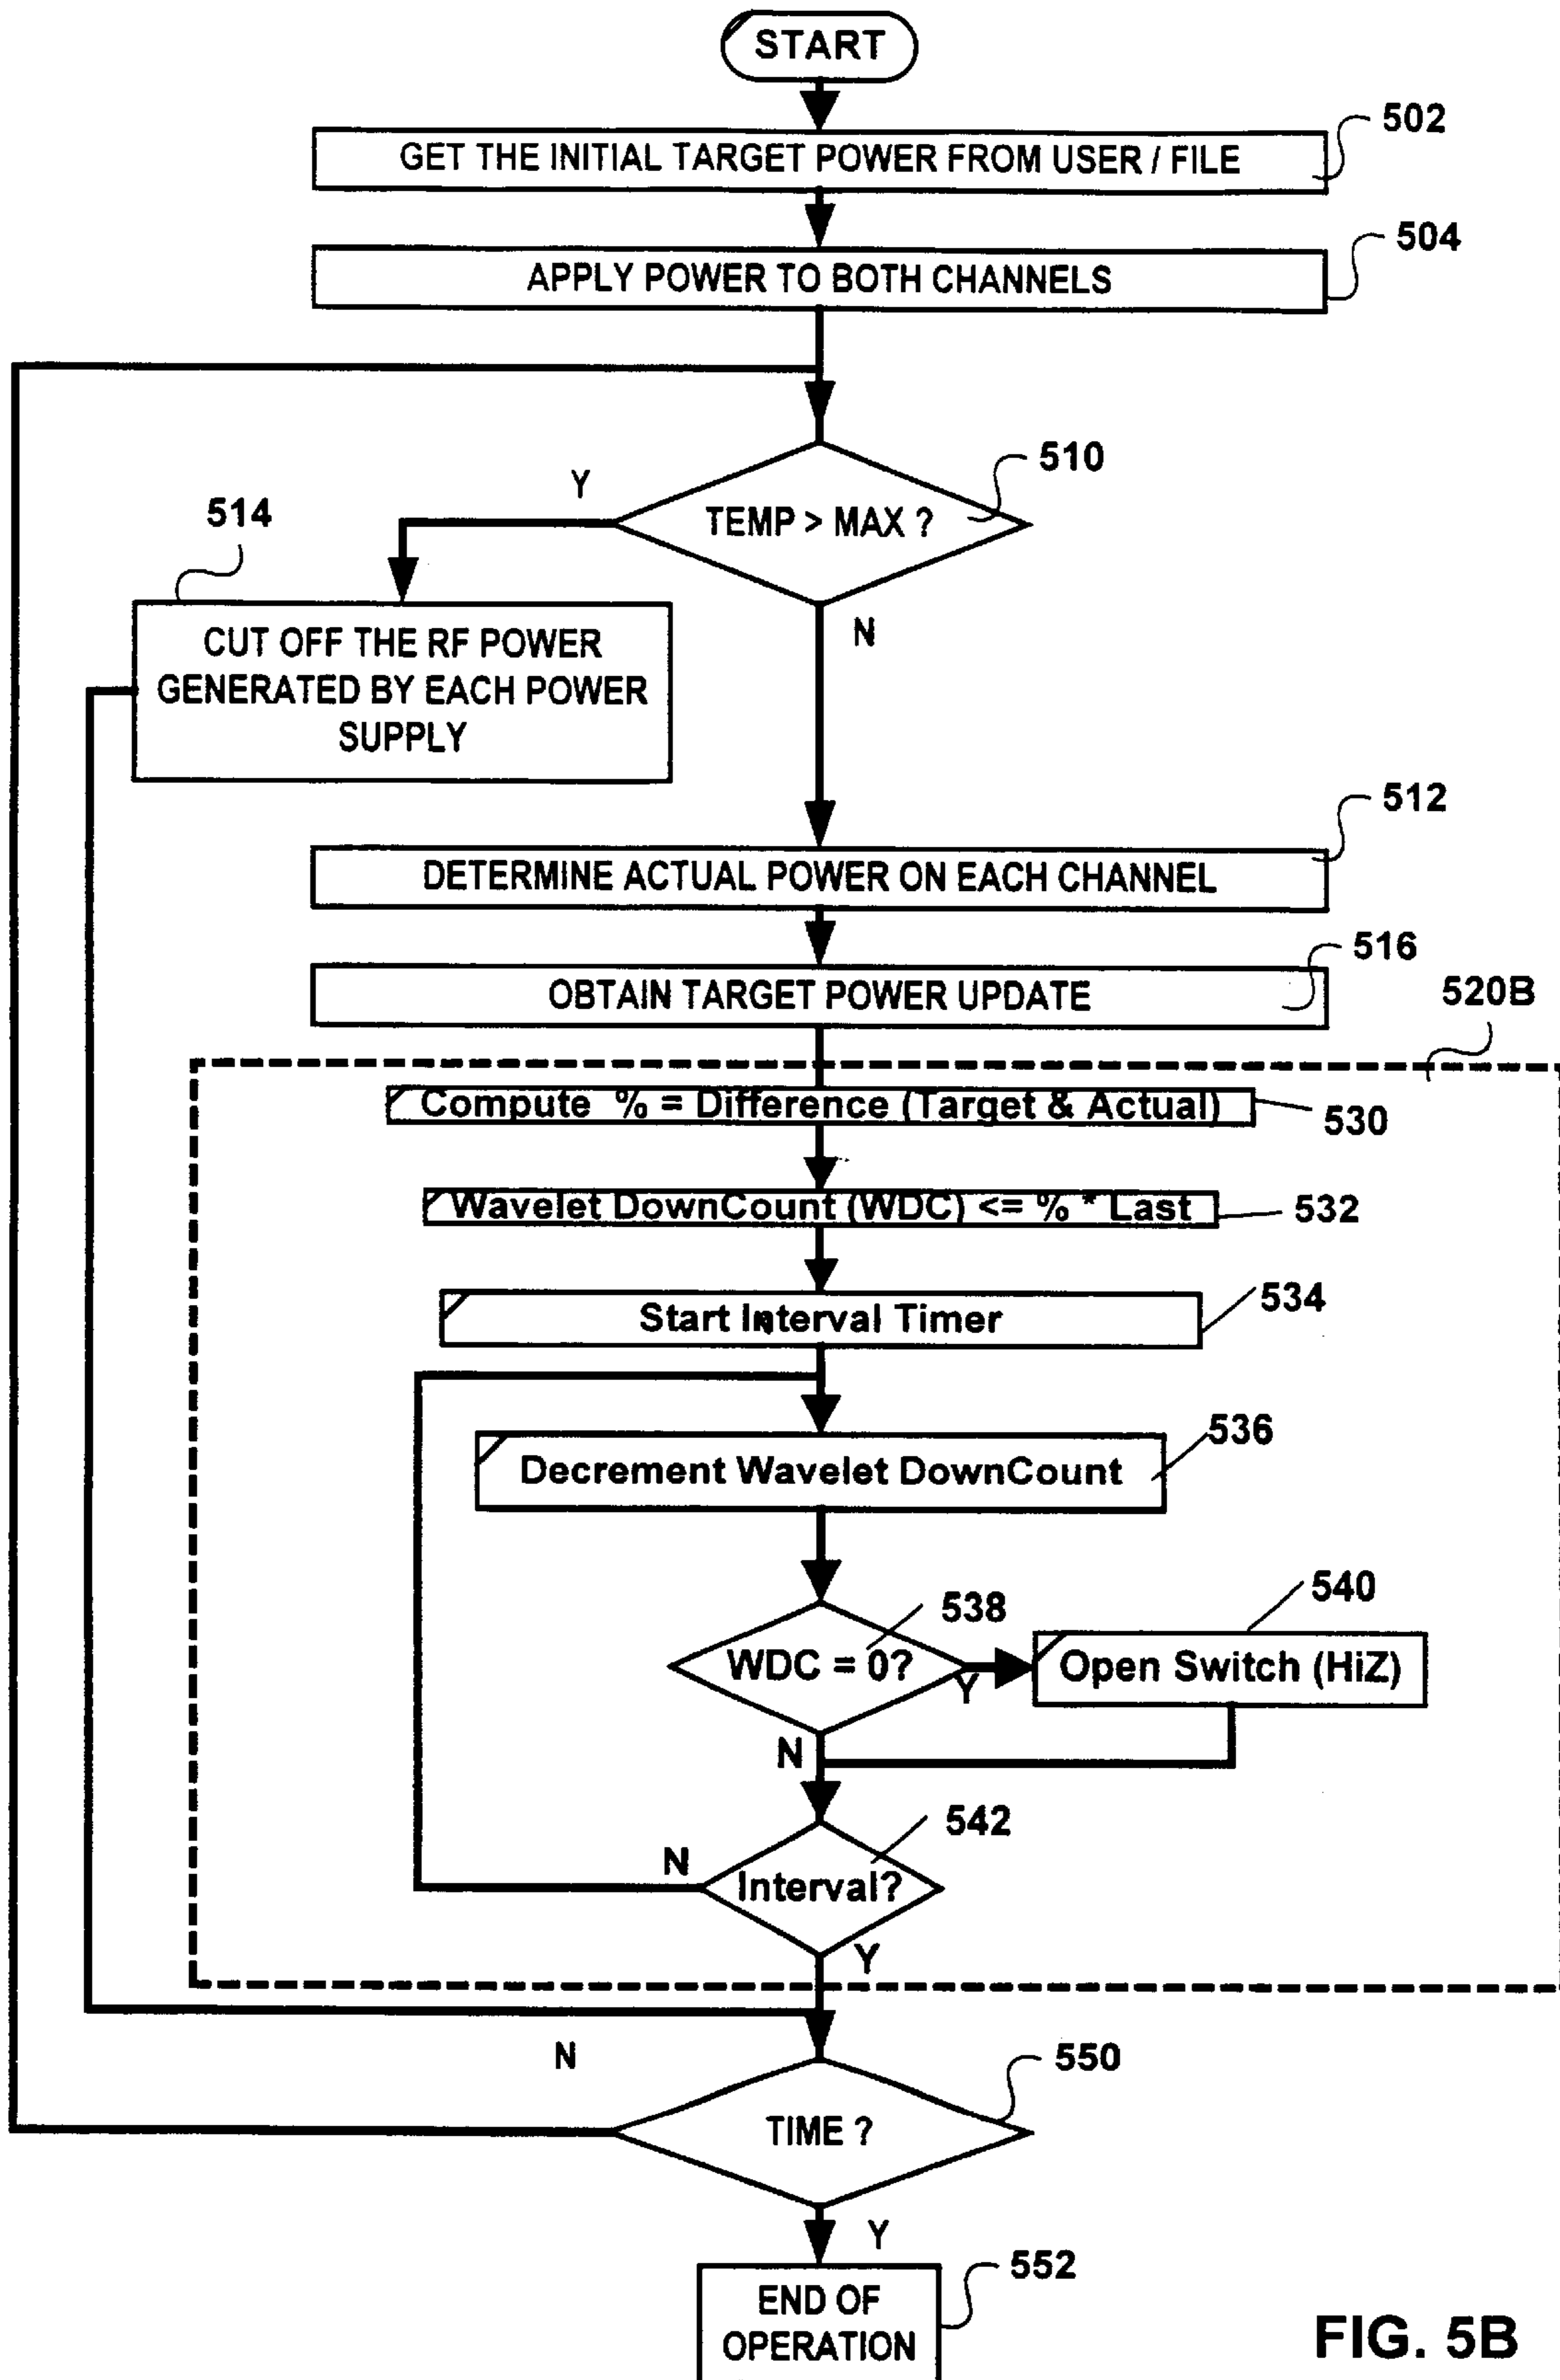 START
502
GET THE INITIAL TARGET POWER FROM USER / FILE
504
APPLY POWER TO BOTH CHANNELS
510
Y
TEMP > MAX ?
514
N
CUT OFF THE RF POWER
GENERATED BY EACH POWER
SUPPLY
512
DETERMINE ACTUAL POWER ON EACH CHANNEL
516
OBTAIN TARGET POWER UPDATE
520B
Compute % = Difference (Target & Actual)
530
Wavelet DownCount (WDC) <= % * Last
532
534
Start Interval Timer
536
Decrement Wavelet DownCount
538
540
WDC = 0?
Y
Open Switch (HiZ)
N
542
N
Interval?
Y
N
550
TIME ?
Y
552
END OF
OPERATION
FIG. 5B